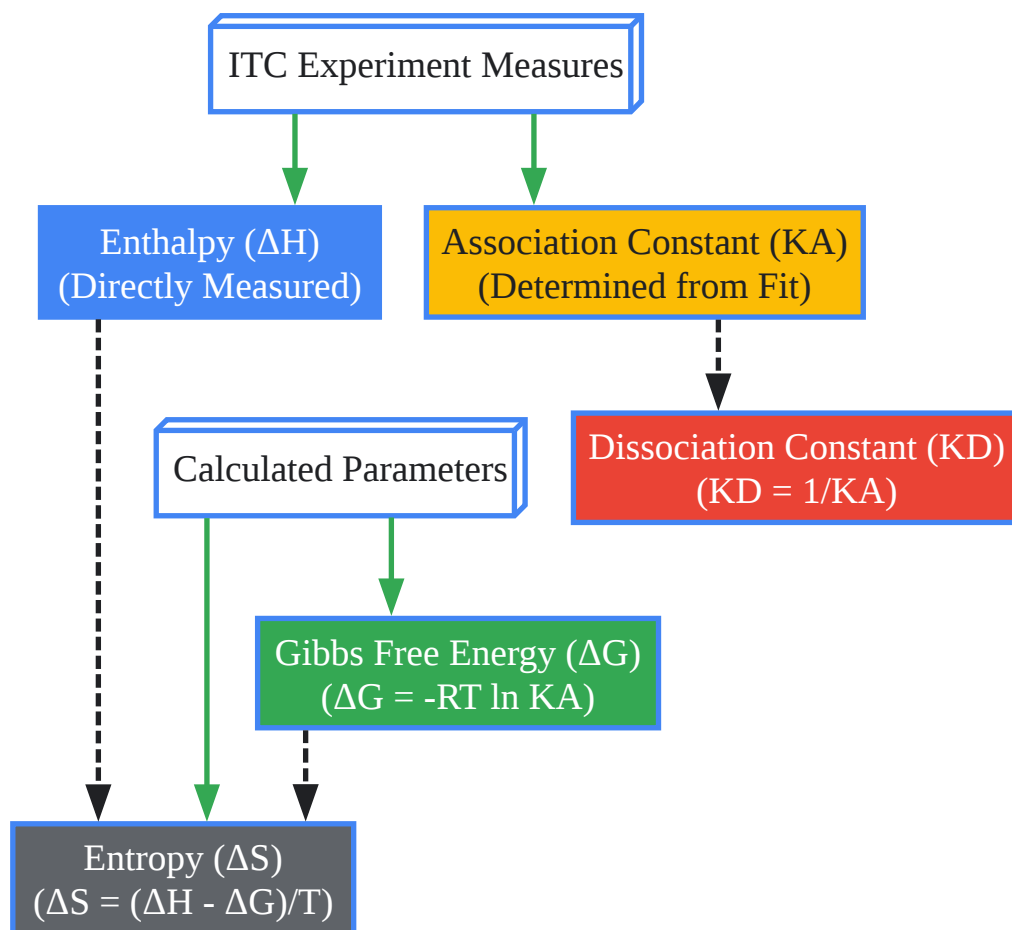 ITC Experiment Measures
Enthalpy (ΔH)
(Directly Measured)
Association Constant (KA)
(Determined from Fit)
Calculated Parameters
Dissociation Constant (KD)
(KD = 1/KA)
Gibbs Free Energy (ΔG)
(ΔG = -RT ln KA)
Entropy (ΔS)
(ΔS = (ΔH - ΔG)/T)